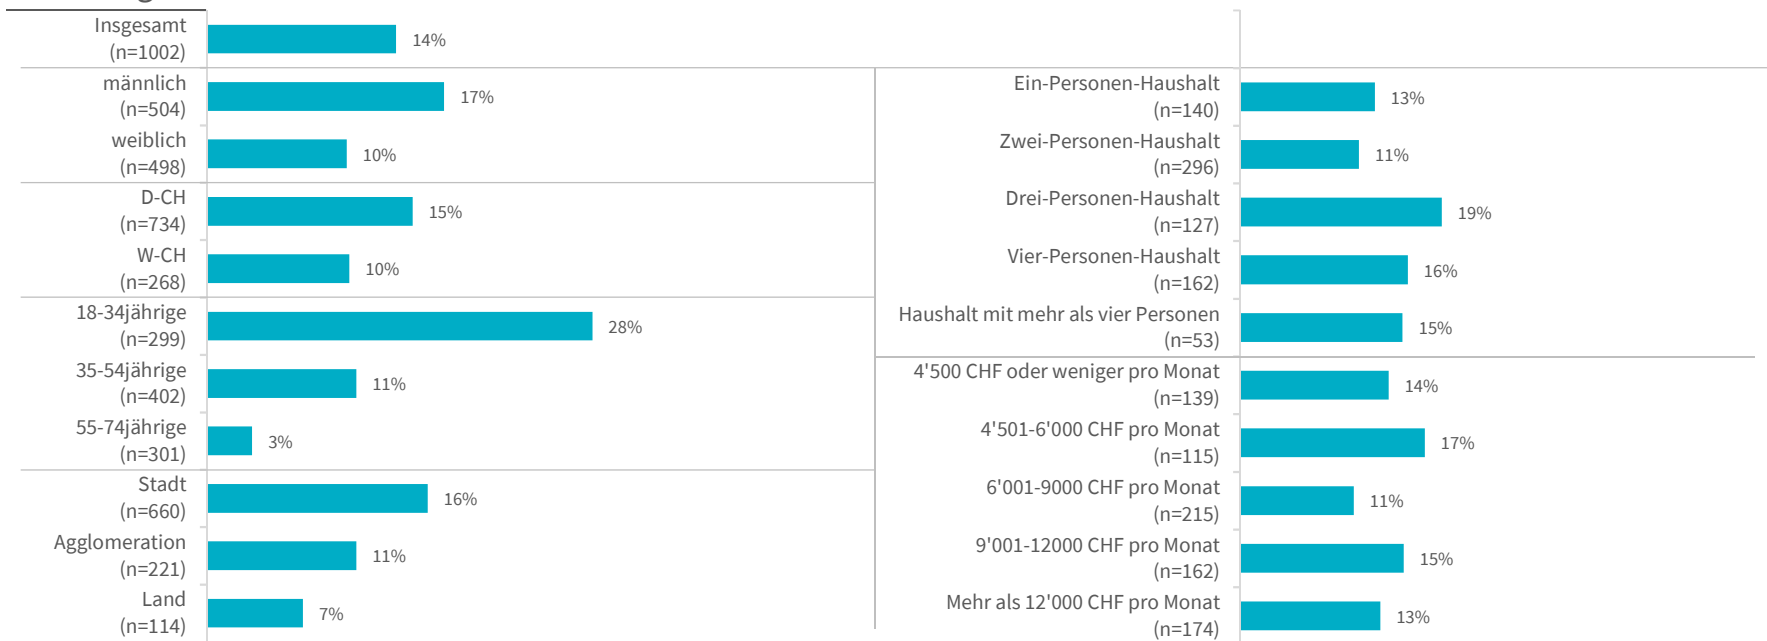 Insgesamt
(n=1002)
14%
männlich
(n=504)
17%
weiblich
(n=498)
10%
D-CH
(n=734)
15%
W-CH
(n=268)
10%
18-34jährige
(n=299)
28%
35-54jährige
(n=402)
11%
55-74jährige
(n=301)
3%
Stadt
(n=660)
16%
Agglomeration
(n=221)
11%
Land
(n=114)
7%
Ein-Personen-Haushalt
(n=140)
13%
Zwei-Personen-Haushalt
(n=296)
11%
Drei-Personen-Haushalt
(n=127)
19%
Vier-Personen-Haushalt
(n=162)
16%
Haushalt mit mehr als vier Personen
(n=53)
15%
4'500 CHF oder weniger pro Monat
(n=139)
14%
4'501-6'000 CHF pro Monat
(n=115)
17%
6'001-9000 CHF pro Monat
(n=215)
11%
9'001-12000 CHF pro Monat
(n=162)
15%
Mehr als 12'000 CHF pro Monat
(n=174)
13%